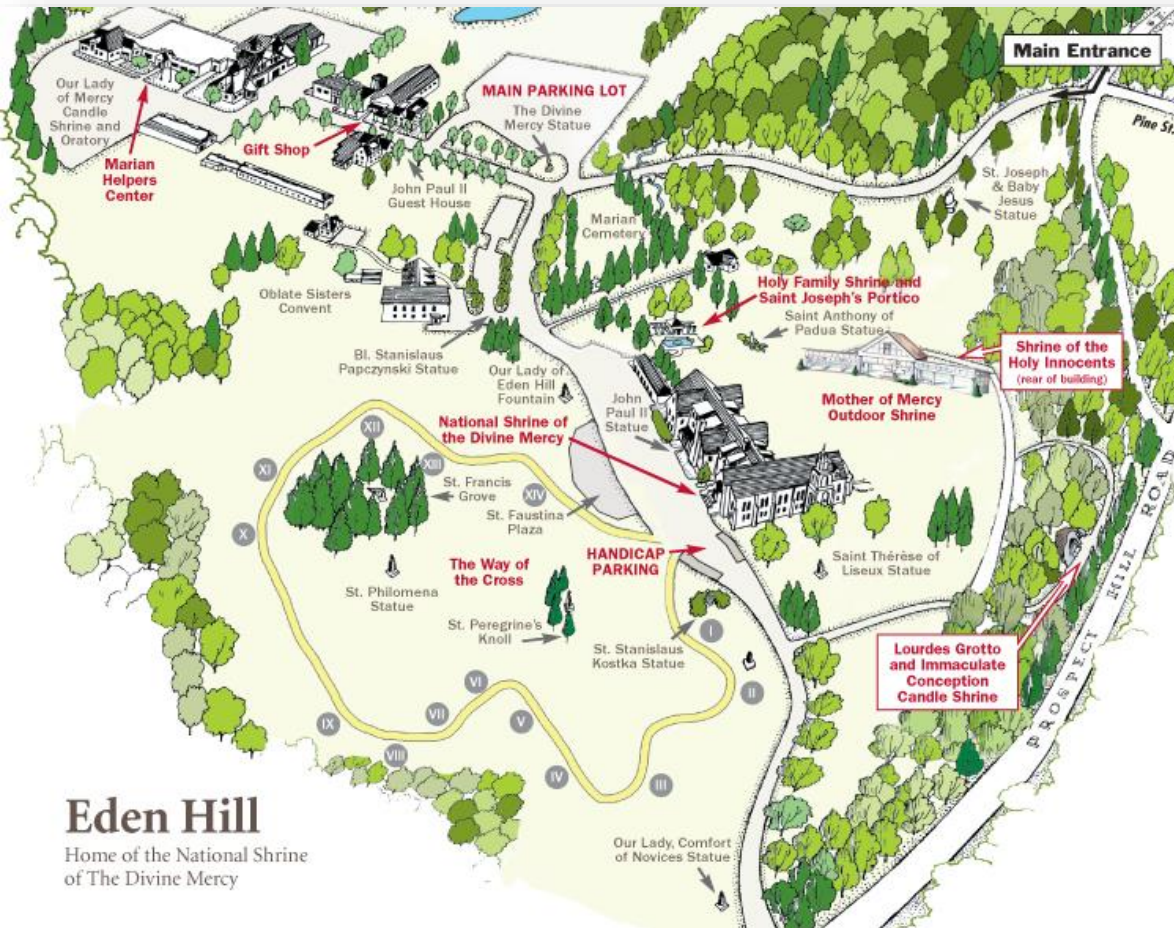 Main Entrance
Pine St
Our Lady
of Mercy
Candle
Shrine and
Oratory
MAIN PARKING LOT
The Divine
Mercy Statue
Gift Shop
Marian
Helpers
Center
John Paul II
Guest House
St. Joseph
& Baby
Jesus
Statue
Marian
Cemetery
Holy Family Shrine and
Saint Joseph's Portico
Saint Anthony of
Padua Statue
Oblate Sisters
Convent
Shrine of the
Holy Innocents
(rear of building)
Bl. Stanislaus
Papczynski Statue
Our Lady of
Eden Hill
Fountain
John
Paul II
Statue
Mother of Mercy
Outdoor Shrine
National Shrine of
the Divine Mercy
XII
XI
XIII
St. Francis
Grove
XIV
X
St. Faustina
Plaza
HANDICAP
PARKING
The Way of
the Cross
Saint Thérèse of
Liseux Statue
St. Philomena
Statue
St. Peregrine's
Knoll
St. Stanislaus
Kostka Statue
I
II
Lourdes Grotto
and Immaculate
Conception
Candle Shrine
PROSPECT HILL ROAD
VI
VII
V
IX
VIII
IV
III
Eden Hill
Home of the National Shrine
of The Divine Mercy
Our Lady, Comfort
of Novices Statue